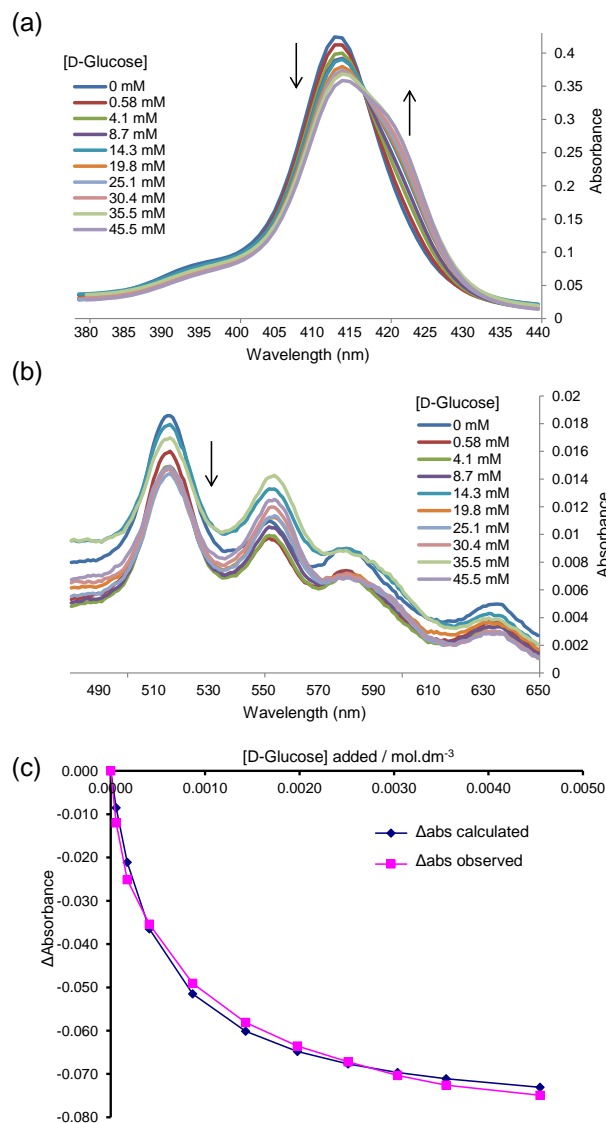 (a)
[D-Glucose]
0 mM
0.58 mM
4.1 mM
8.7 mM
14.3 mM
19.8 mM
25.1 mM
30.4 mM
35.5 mM
45.5 mM
0.4
0.35
0.3
0.25
0.2
0.15
0.1
0.05
0
Absorbance
380 385 395 400 405 410 415 420 425 430 435 440
Wavelength (nm)
(b)
[D-Glucose]
0 mM
0.58 mM
4.1 mM
8.7 mM
14.3 mM
19.8 mM
25.1 mM
30.4 mM
35.5 mM
45.5 mM
0.02
0.018
0.016
0.014
0.012
0.01
0.008
0.006
0.004
0.002
0
Absorbance
490 510 530 550 570 590 610 630 650
Wavelength (nm)
(c)
[D-Glucose] added / mol.dm-3
0.0000 0.0010 0.0020 0.0030 0.0040 0.0050
0.000
-0.010
-0.020
-0.030
-0.040
-0.050
-0.060
-0.070
-0.080
ΔAbsorbance
Δabs calculated
Δabs observed